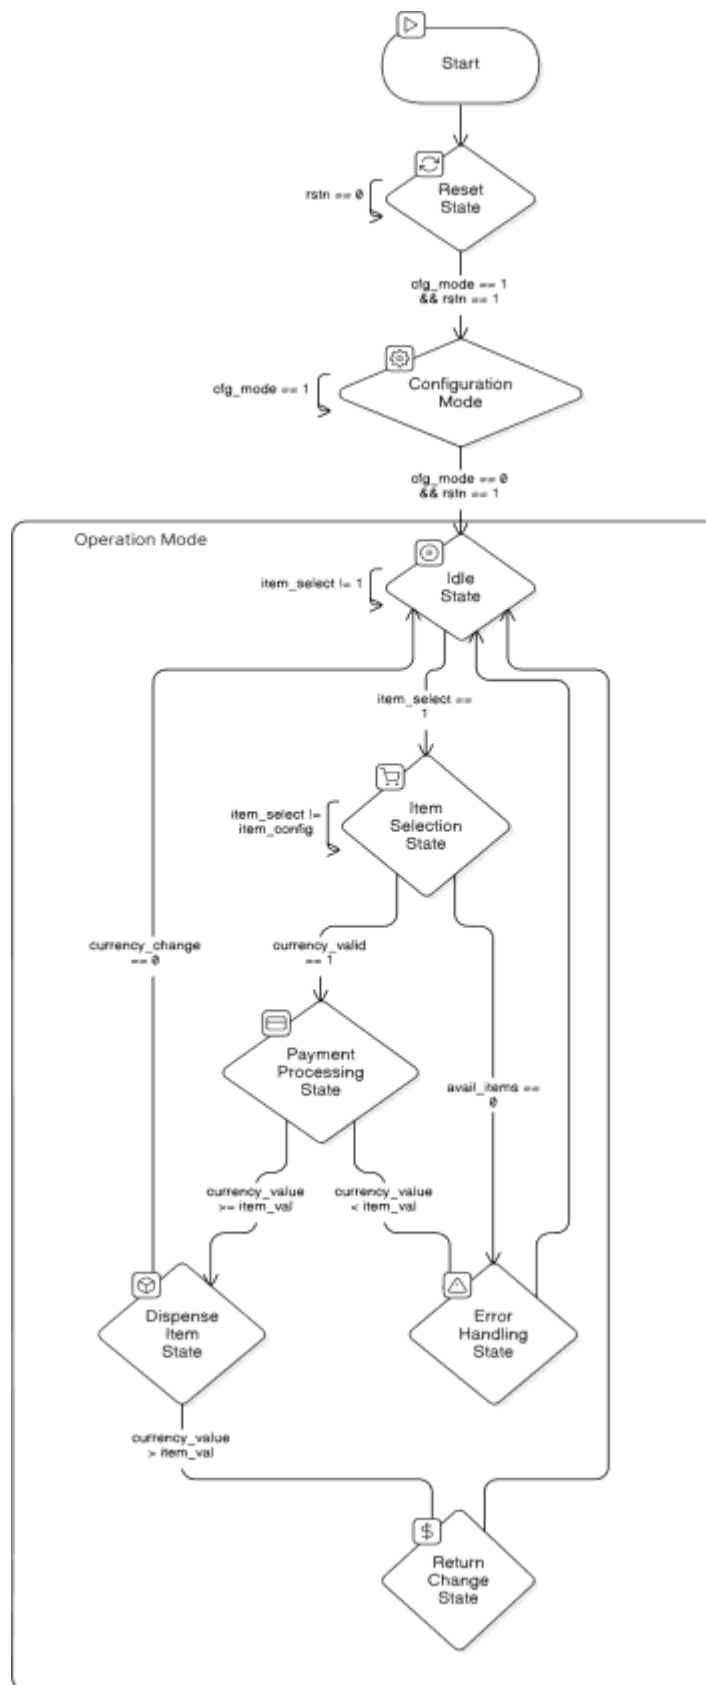 Start
Reset
State
rstn == 0
cfg_mode == 1
&& rstn == 1
Configuration
Mode
cfg_mode == 1
cfg_mode == 0
&& rstn == 1
Operation Mode
Idle
State
item_select != 1
item_select ==
1
Item
Selection
State
item_select !=
item_config
currency_change
== 0
currency_valid
== 1
Payment
Processing
State
avail_items ==
0
currency_value
>= item_val
currency_value
< item_val
Dispense
Item
State
Error
Handling
State
currency_value
> item_val
$
Return
Change
State